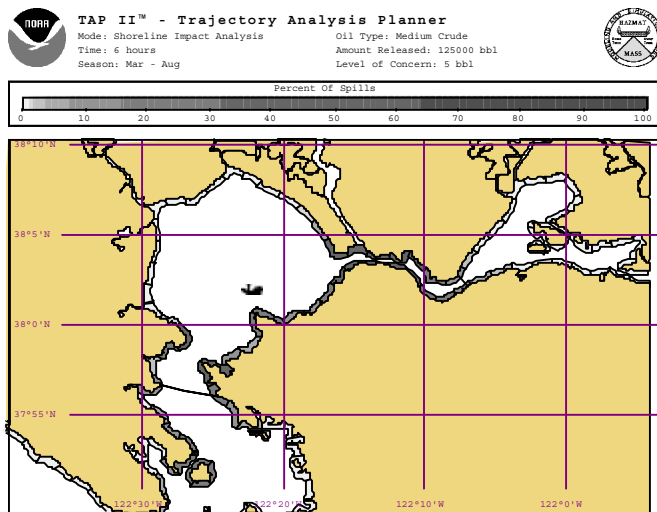 NOAA
TAP II™ - Trajectory Analysis Planner
Mode: Shoreline Impact Analysis
Oil Type: Medium Crude
Time: 6 hours
Amount Released: 125000 bbl
Season: Mar - Aug
Level of Concern: 5 bbl
HAZMAT
MASS
Percent Of Spills
0 10 20 30 40 50 60 70 80 90 100
38°10'N
38°5'N
38°0'N
37°55'N
122°30'W 122°20'W 122°10'W 122°0'W